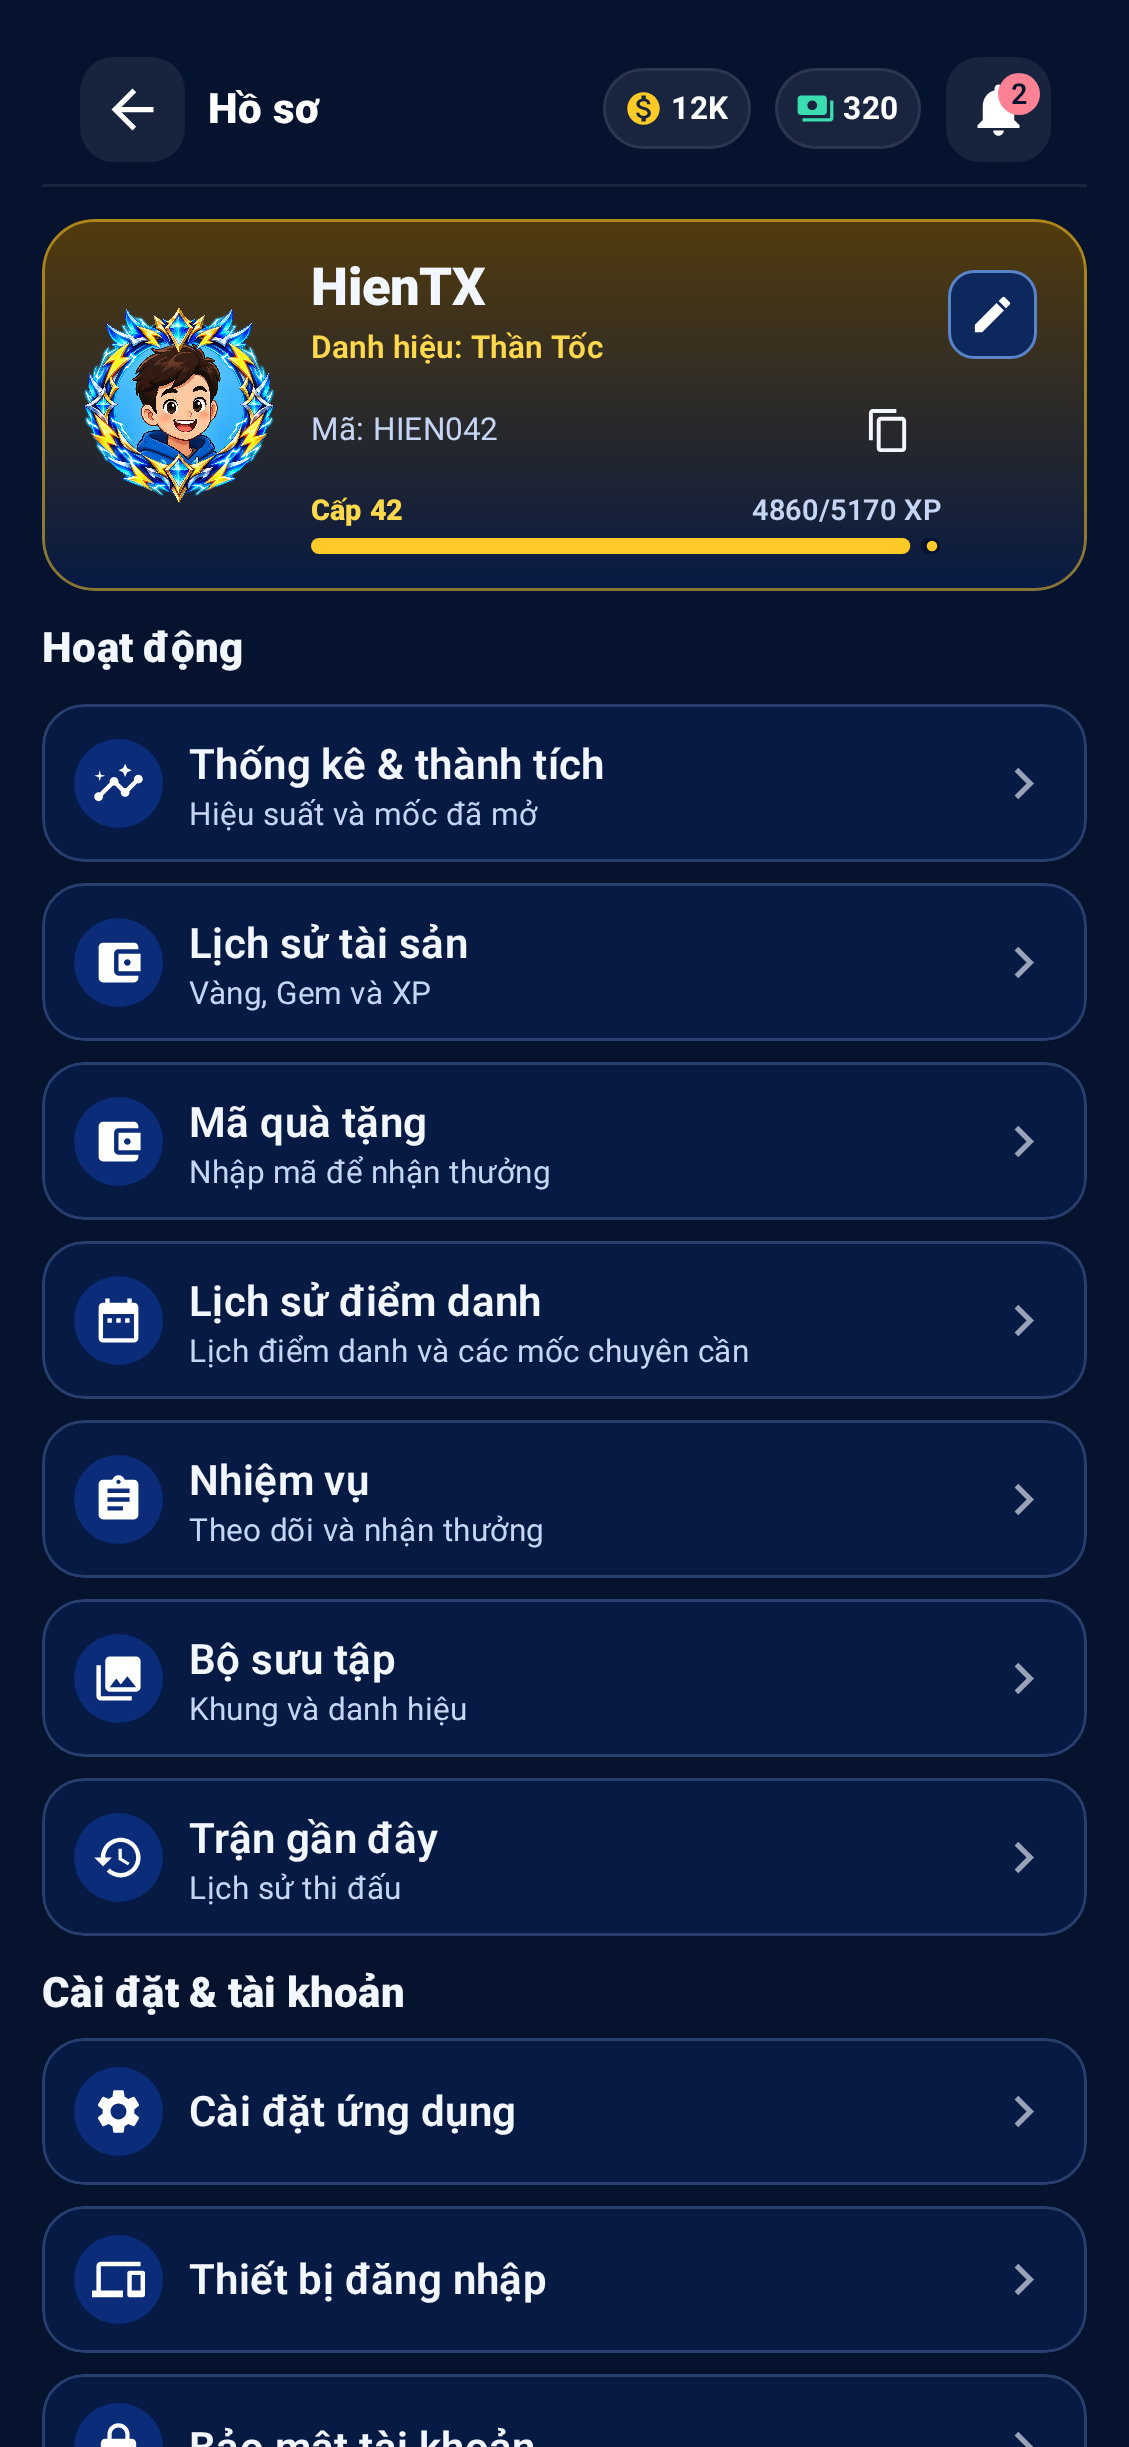 Hồ sơ
12K
320
2
HienTX
Danh hiệu: Thần Tốc
Mã: HIEN042
Cấp 42
4860/5170 XP
Hoạt động
Thống kê & thành tích
Hiệu suất và mốc đã mở
Lịch sử tài sản
Vàng, Gem và XP
Mã quà tặng
Nhập mã để nhận thưởng
Lịch sử điểm danh
Lịch điểm danh và các mốc chuyên cần
Nhiệm vụ
Theo dõi và nhận thưởng
Bộ sưu tập
Khung và danh hiệu
Trận gần đây
Lịch sử thi đấu
Cài đặt & tài khoản
Cài đặt ứng dụng
Thiết bị đăng nhập
Bảo mật tài khoản